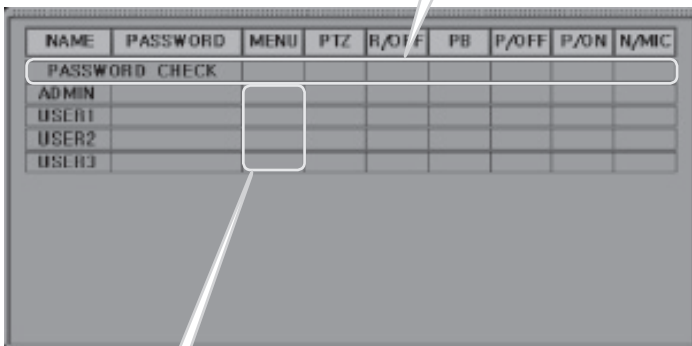 NAME PASSWORD MENU PTZ R/OFF PB P/OFF P/ON N/MIC
PASSWORD CHECK
ADMIN
USER1
USER2
USER3